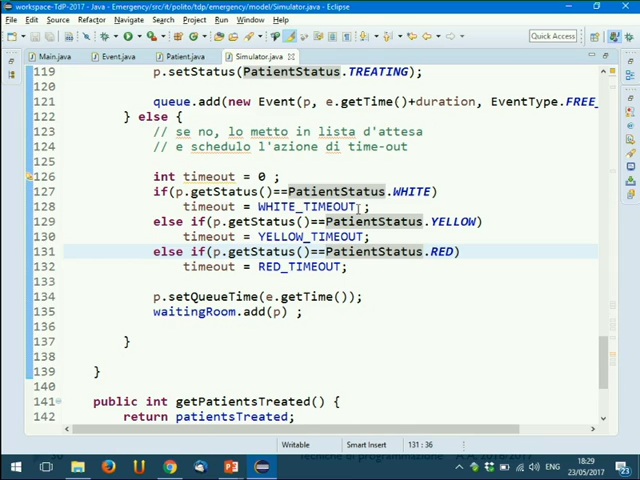 workspace-TdP-2017 - Java - Emergency/src/it/polito/tdp/emergency/model/Simulator.java - Eclipse
File Edit Source Refactor Navigate Search Project Run Window Help
Quick Access
Main.java Event.java Patient.java Simulator.java
119 p.setStatus(PatientStatus.TREATING);
120
121 queue.add(new Event(p, e.getTime()+duration, EventType.FREE_
122 } else {
123 // se no, lo metto in lista d'attesa
124 // e schedulo l'azione di time-out
125
126 int timeout = 0 ;
127 if(p.getStatus()==PatientStatus.WHITE)
128 timeout = WHITE_TIMEOUT ;
129 else if(p.getStatus()==PatientStatus.YELLOW)
130 timeout = YELLOW_TIMEOUT;
131 else if(p.getStatus()==PatientStatus.RED)
132 timeout = RED_TIMEOUT;
133
134 p.setQueueTime(e.getTime());
135 waitingRoom.add(p) ;
136
137 }
138
139 }
140
141 public int getPatientsTreated() {
142 return patientsTreated;
Writable Smart Insert 131 : 36
Tecniche di programmazione
ENG
18:29
23/05/2017